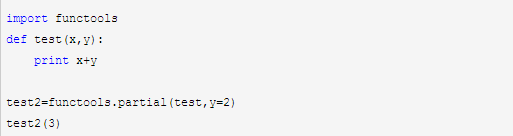 import functools
def test(x,y):
    print x+y
test2=functools.partial(test,y=2)
test2(3)